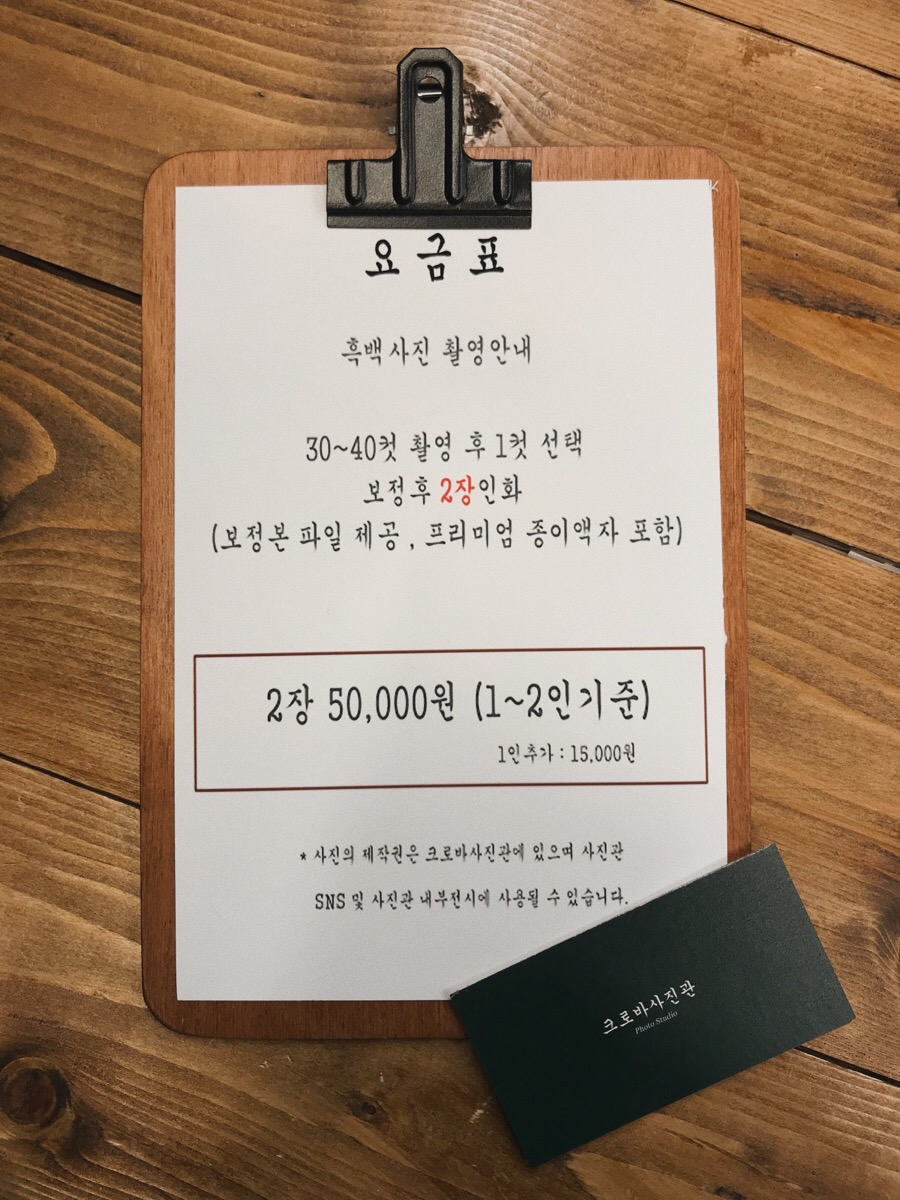 요금표
흑백사진 촬영안내
30~40컷 촬영 후 1컷 선택
보정후 2장인화
(보정본 파일 제공, 프리미엄 종이액자 포함)
2장 50,000원 (1~2인기준)
1인추가 : 15,000원
* 사진의 제작권은 크로바사진관에 있으며 사진관
SNS 및 사진관 내부전시에 사용될 수 있습니다.
크로바사진관
Photo Studio